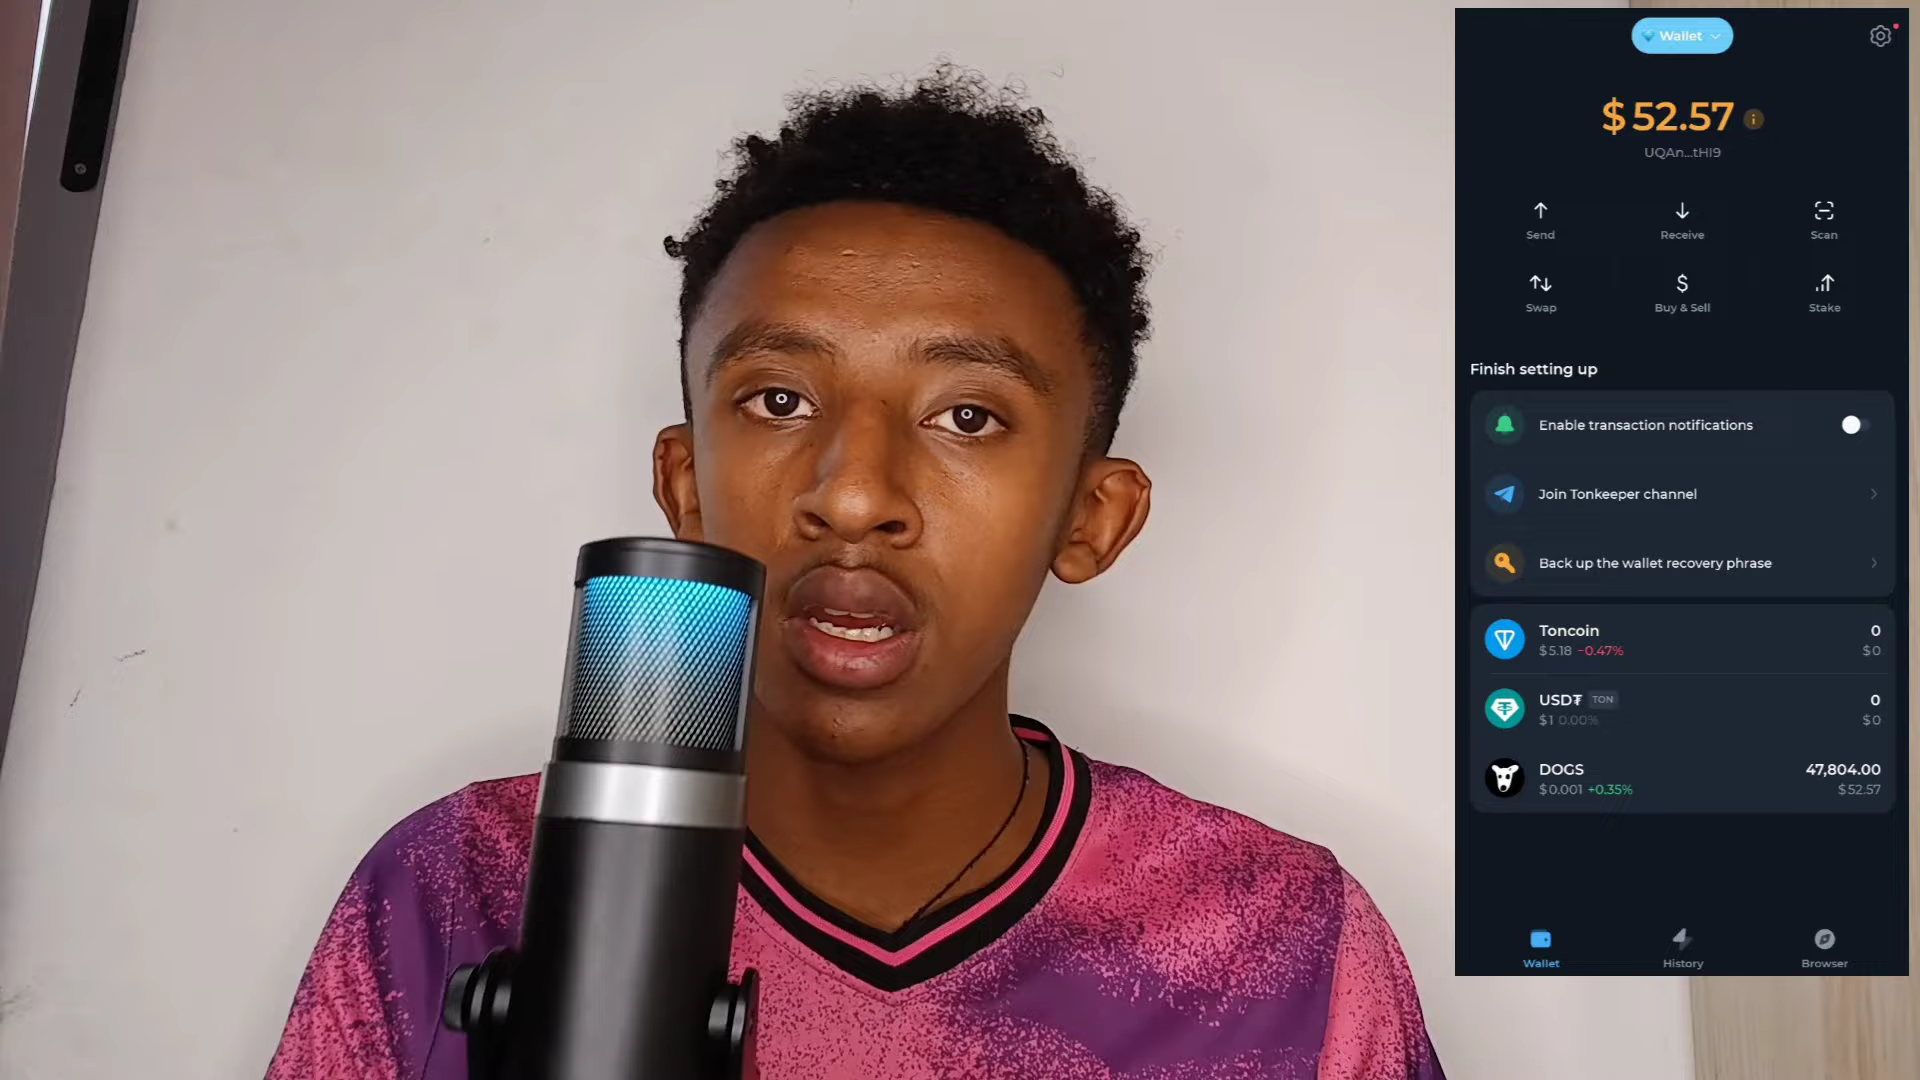 Wallet
$ 52.57
UQAn...tHI9
Send Receive Scan
Swap Buy & Sell Stake
Finish setting up
Enable transaction notifications
Join Tonkeeper channel
Back up the wallet recovery phrase
Toncoin 0
$5.18 −0.47% $0
USD₮ TON 0
$1 0.00% $0
DOGS 47,804.00
$0.001 +0.35% $52.57
Wallet History Browser